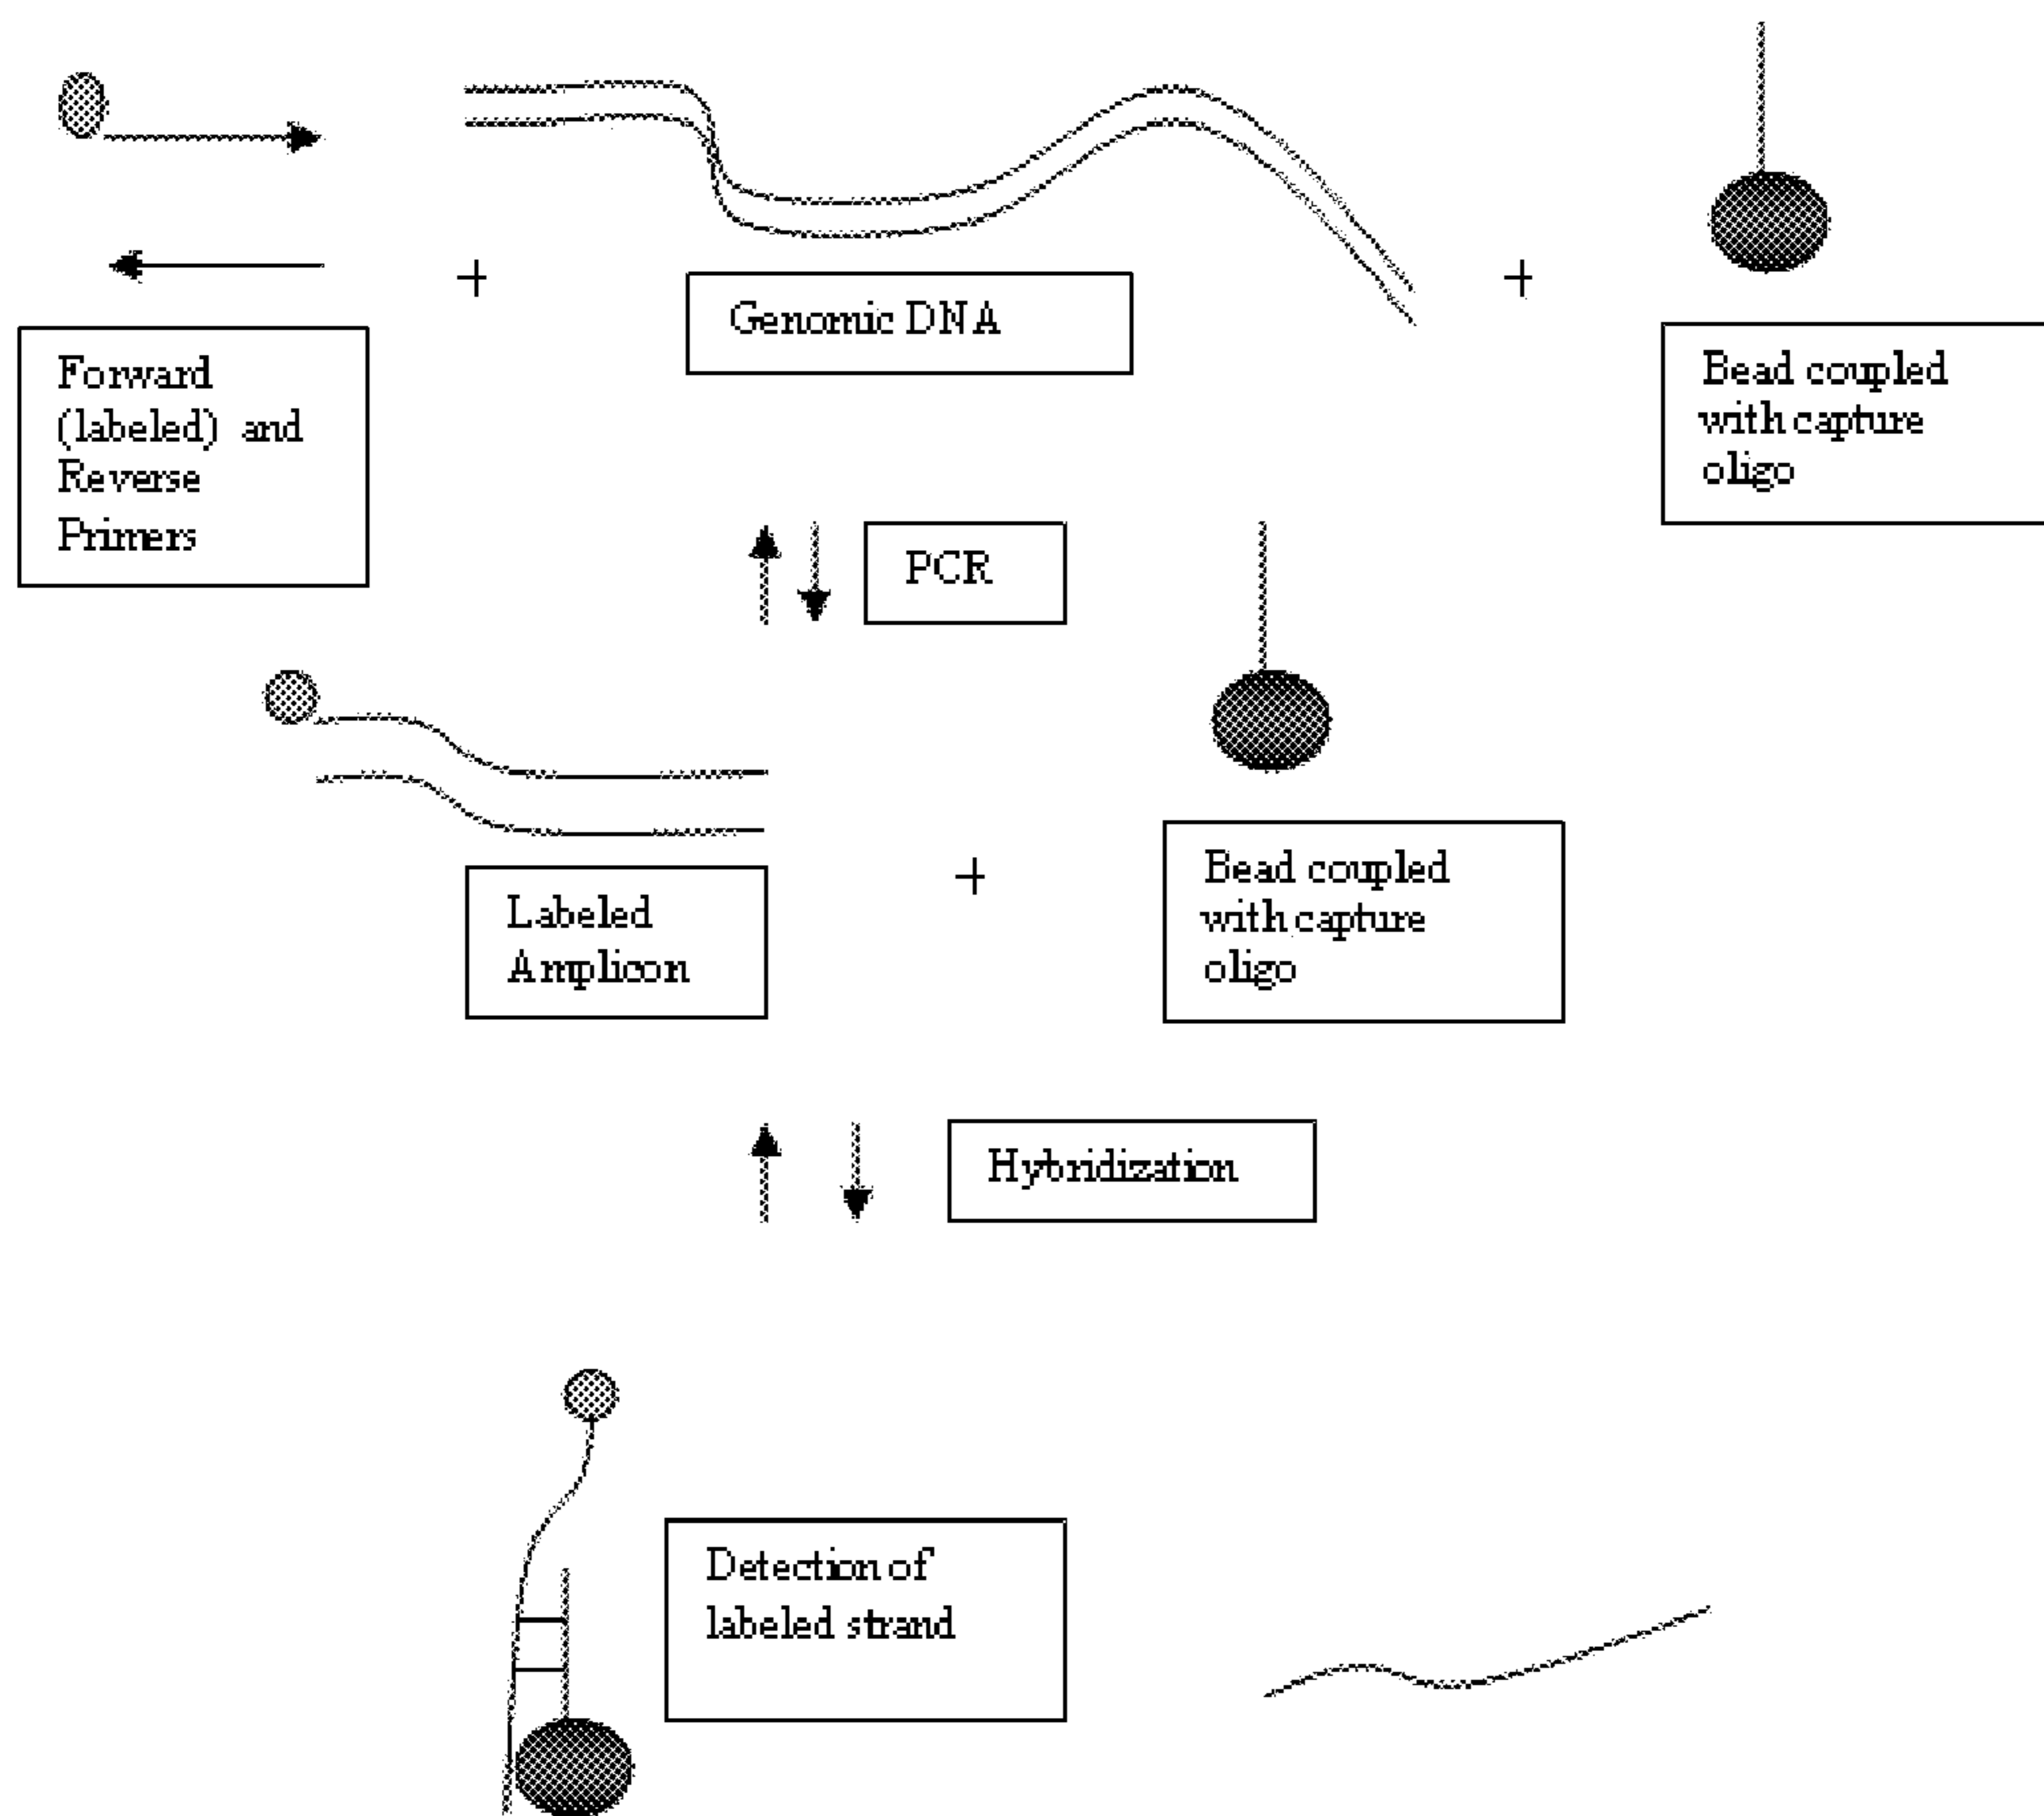 +
Genomic DNA
+
Forward
(labeled) and
Reverse
Primers
Bead coupled
with capture
oligo
PCR
Labeled
Amplicon
+
Bead coupled
with capture
oligo
Hybridization
Detection of
labeled strand